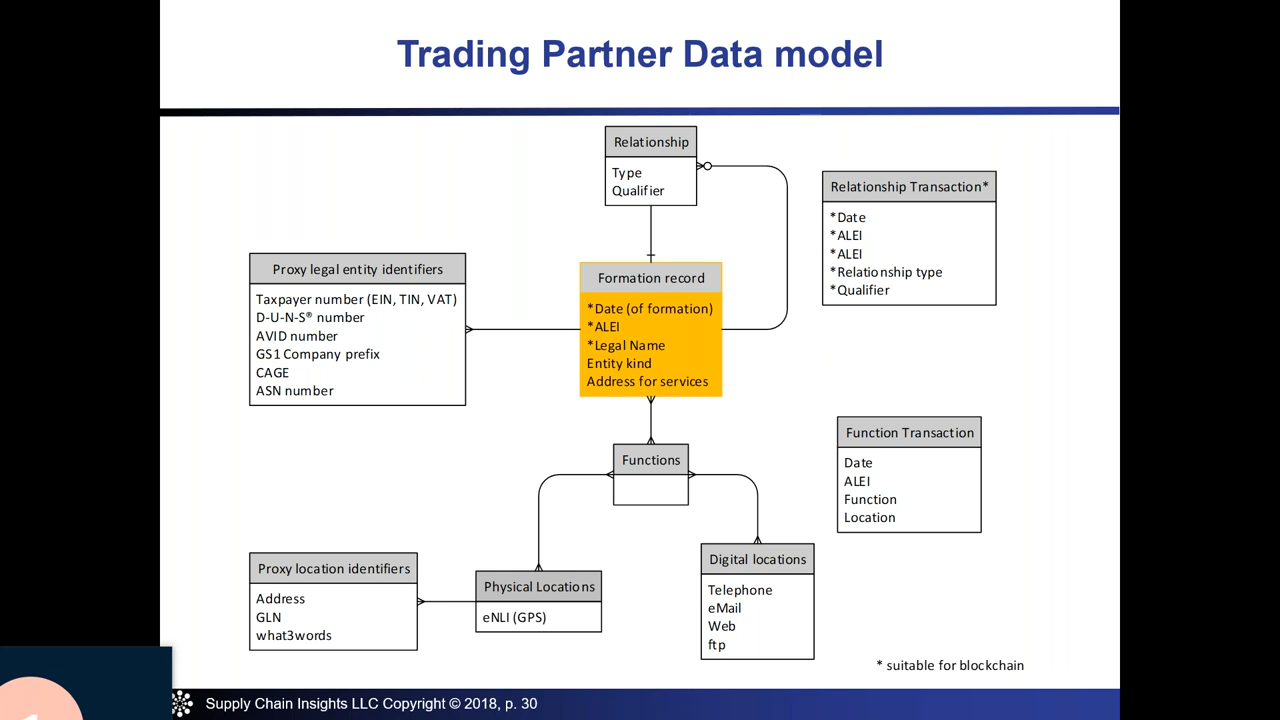 Trading Partner Data model
Relationship
Type
Qualifier
Relationship Transaction*
*Date
*ALEI
*ALEI
*Relationship type
*Qualifier
Proxy legal entity identifiers
Taxpayer number (EIN, TIN, VAT)
D-U-N-S® number
AVID number
GS1 Company prefix
CAGE
ASN number
Formation record
*Date (of formation)
*ALEI
*Legal Name
Entity kind
Address for services
Functions
Function Transaction
Date
ALEI
Function
Location
Proxy location identifiers
Address
GLN
what3words
Physical Locations
eNLI (GPS)
Digital locations
Telephone
eMail
Web
ftp
* suitable for blockchain
Supply Chain Insights LLC Copyright © 2018, p. 30